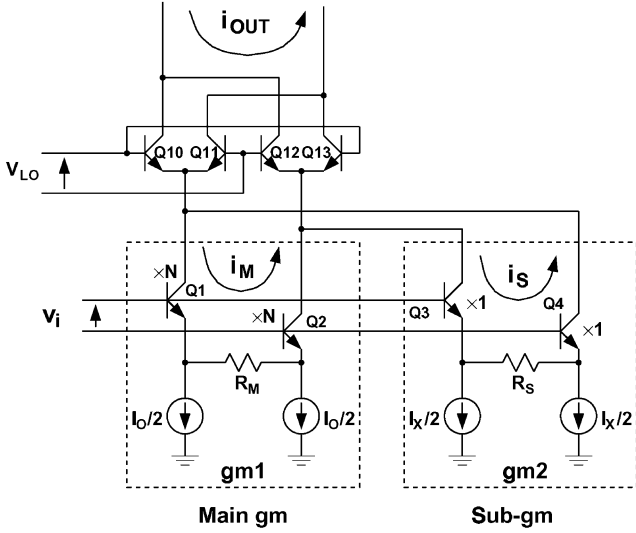 iOUT
Q10 Q11 Q12 Q13
VLO
iM
iS
×N Q1
×N Q2
Q3 ×1
Q4 ×1
vi
RM
RS
IO/2
IO/2
IX/2
IX/2
gm1
gm2
Main gm
Sub-gm